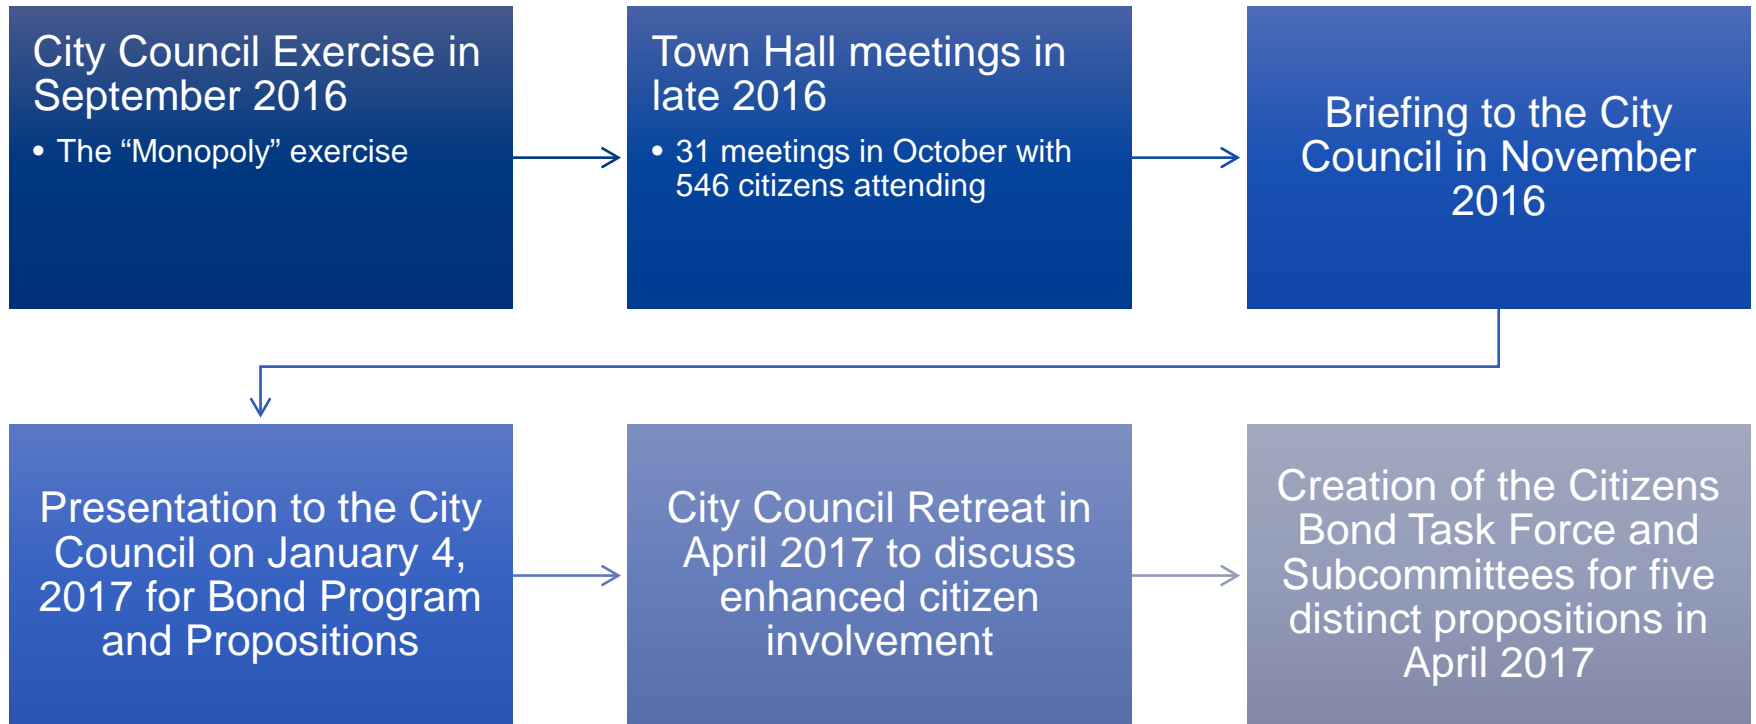 City Council Exercise in
September 2016
• The “Monopoly” exercise
Town Hall meetings in
late 2016
• 31 meetings in October with
546 citizens attending
Briefing to the City
Council in November
2016
Presentation to the City
Council on January 4,
2017 for Bond Program
and Propositions
City Council Retreat in
April 2017 to discuss
enhanced citizen
involvement
Creation of the Citizens
Bond Task Force and
Subcommittees for five
distinct propositions in
April 2017